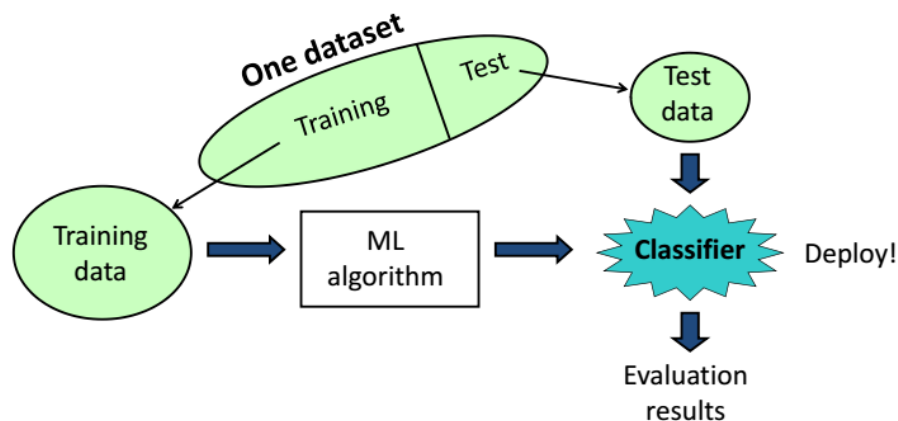 One dataset
Training
Test
Test
data
Training
data
ML
algorithm
Classifier
Deploy!
Evaluation
results